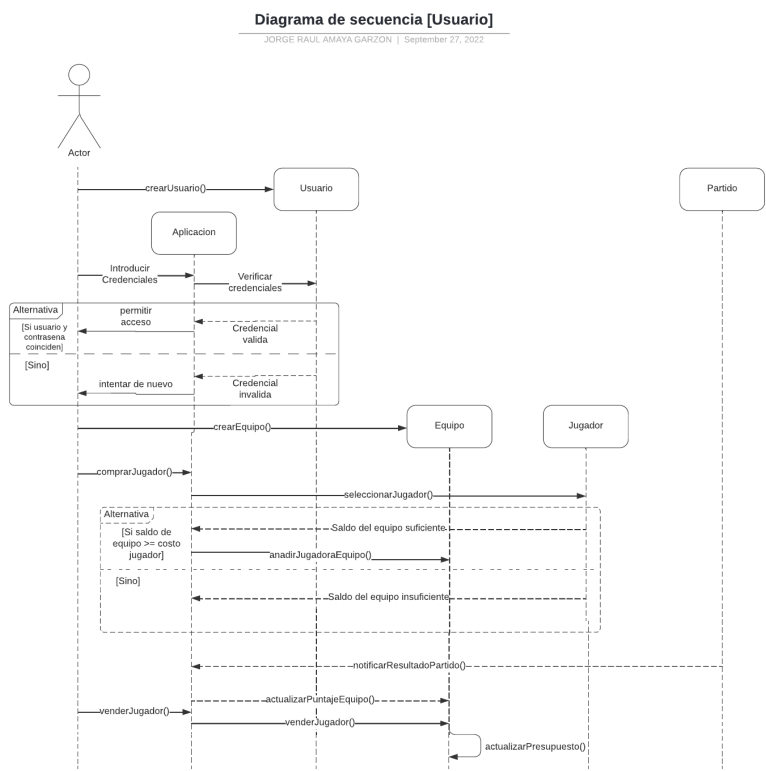 Diagrama de secuencia [Usuario]
JORGE RAUL AMAYA GARZON | September 27, 2022
Actor
crearUsuario()
Usuario
Partido
Aplicacion
Introducir
Credenciales
Verificar
credenciales
Alternativa
permitir
acceso
[Si usuario y
contrasena
coinciden]
Credencial
valida
[Sino]
intentar de nuevo
Credencial
invalida
crearEquipo()
Equipo
Jugador
comprarJugador()
seleccionarJugador()
Alternativa
[Si saldo de
equipo >= costo
jugador]
Saldo del equipo suficiente
anadirJugadoraEquipo()
[Sino]
Saldo del equipo insuficiente
notificarResultadoPartido()
actualizarPuntajeEquipo()
venderJugador()
venderJugador()
actualizarPresupuesto()